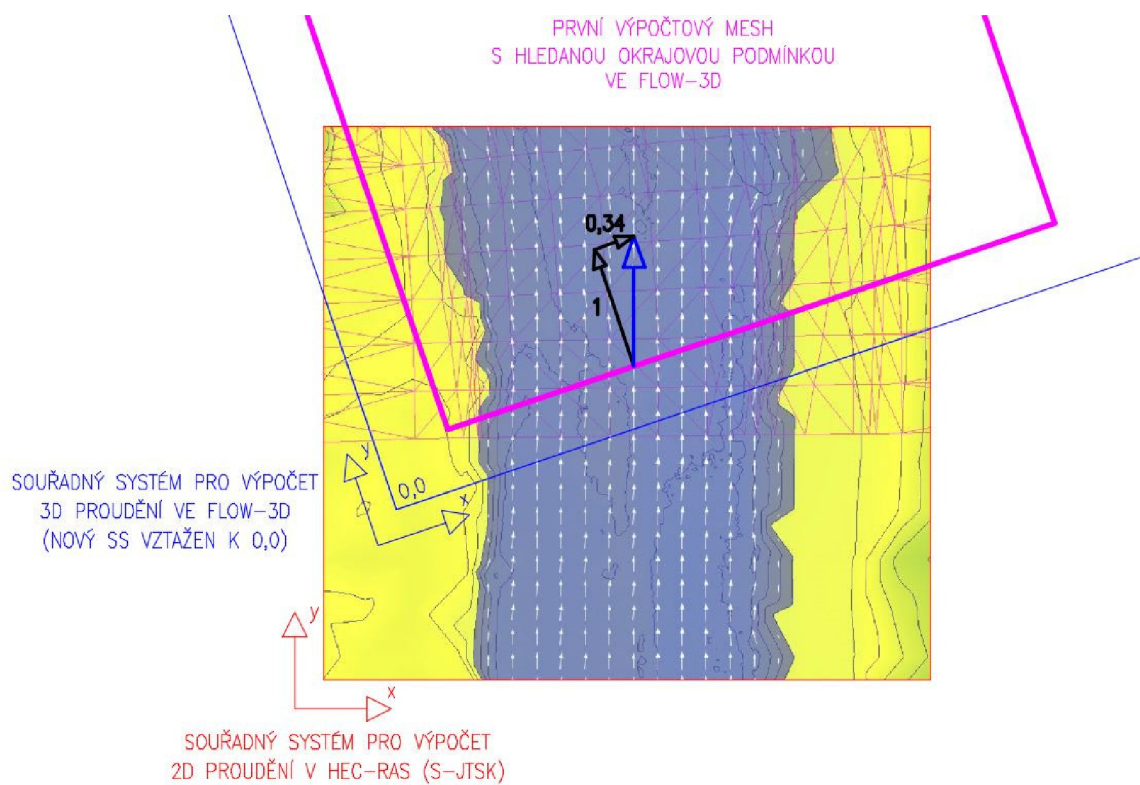 PRVNÍ VÝPOČTOVÝ MESH
S HLEDANOU OKRAJOVOU PODMÍNKOU
VE FLOW-3D
0,34
1
y
x
0,0
SOUŘADNÝ SYSTÉM PRO VÝPOČET
3D PROUDĚNÍ VE FLOW-3D
(NOVÝ SS VZTAŽEN K 0,0)
y
x
SOUŘADNÝ SYSTÉM PRO VÝPOČET
2D PROUDĚNÍ V HEC-RAS (S-JTSK)